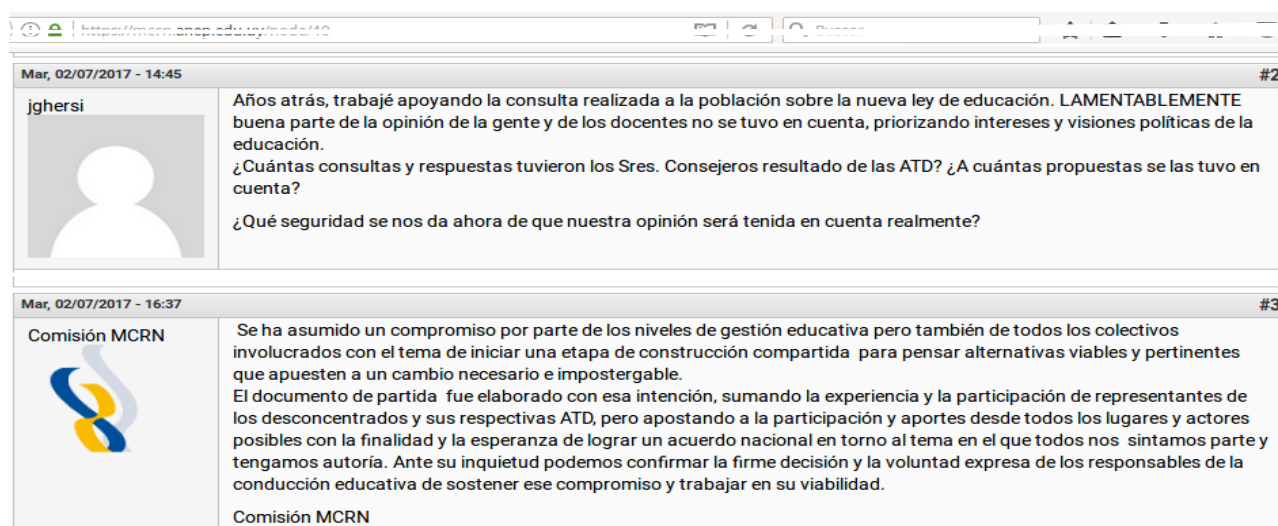 Mar, 02/07/2017 - 14:45
#2
jghersi
Años atrás, trabajé apoyando la consulta realizada a la población sobre la nueva ley de educación. LAMENTABLEMENTE
buena parte de la opinión de la gente y de los docentes no se tuvo en cuenta, priorizando intereses y visiones políticas de la
educación.
¿Cuántas consultas y respuestas tuvieron los Sres. Consejeros resultado de las ATD? ¿A cuántas propuestas se las tuvo en
cuenta?
¿Qué seguridad se nos da ahora de que nuestra opinión será tenida en cuenta realmente?
Mar, 02/07/2017 - 16:37
#3
Comisión MCRN
Se ha asumido un compromiso por parte de los niveles de gestión educativa pero también de todos los colectivos
involucrados con el tema de iniciar una etapa de construcción compartida para pensar alternativas viables y pertinentes
que apuesten a un cambio necesario e impostergable.
El documento de partida fue elaborado con esa intención, sumando la experiencia y la participación de representantes de
los desconcentrados y sus respectivas ATD, pero apostando a la participación y aportes desde todos los lugares y actores
posibles con la finalidad y la esperanza de lograr un acuerdo nacional en torno al tema en el que todos nos sintamos parte y
tengamos autoría. Ante su inquietud podemos confirmar la firme decisión y la voluntad expresa de los responsables de la
conducción educativa de sostener ese compromiso y trabajar en su viabilidad.
Comisión MCRN